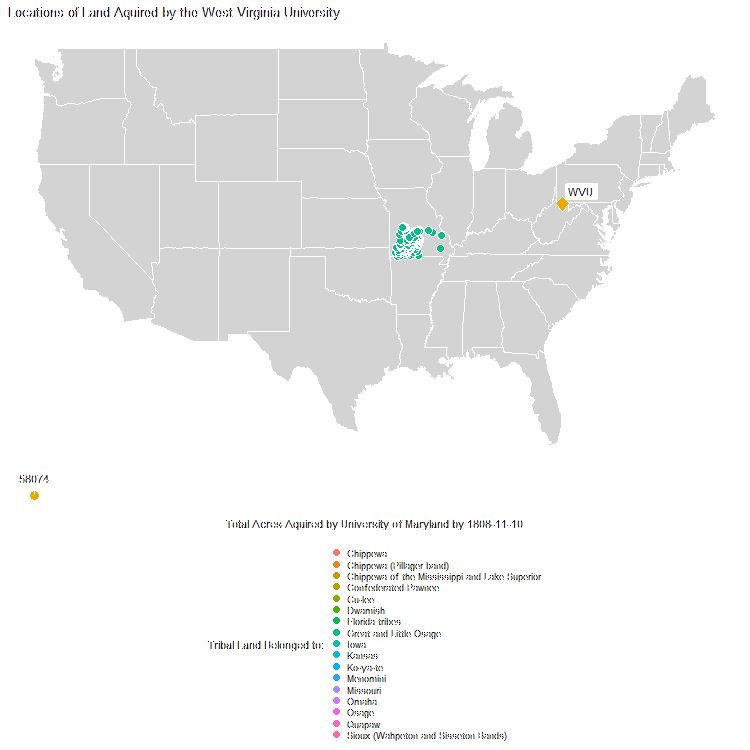 Locations of Land Aquired by the West Virginia University
WVU
58074
Total Acres Aquired by University of Maryland by 1808-11-10
Tribal Land Belonged to:
Chippewa
Chippewa (Pillager band)
Chippewa of the Mississippi and Lake Superior
Confederated Pawnee
Cu-lee
Dwamish
Florida tribes
Great and Little Osage
Iowa
Kansas
Ko-ya-te
Menomini
Missouri
Omaha
Osage
Quapaw
Sioux (Wahpeton and Sisseton Bands)